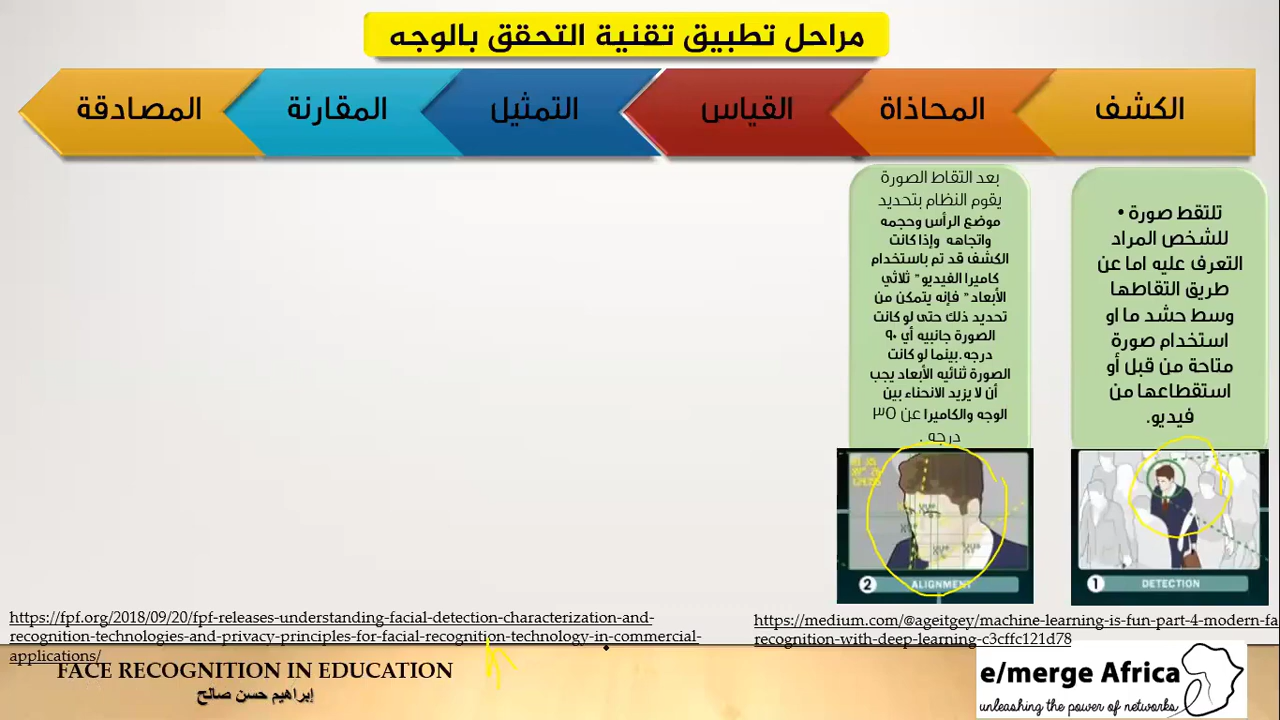 مراحل تطبيق تقنية التحقق بالوجه
الكشف
المحاذاة
القياس
التمثيل
المقارنة
المصادقة
• تلتقط صورة
للشخص المراد
التعرف عليه اما عن
طريق التقاطها
وسط حشد ما او
استخدام صورة
متاحة من قبل أو
استقطاعها من
فيديو.
1 DETECTION
بعد التقاط الصورة
يقوم النظام بتحديد
موضع الرأس وحجمه
واتجاهه وإذا كانت
الكشف قد تم باستخدام
كاميرا الفيديو" ثلاثي
الأبعاد" فإنه يتمكن من
تحديد ذلك حتى لو كانت
الصورة جانبيه أي ٩٠
درجه.بينما لو كانت
الصورة ثنائيه الأبعاد يجب
أن لا يزيد الانحناء بين
الوجه والكاميرا عن ٣٥
درجه .
2 ALIGNMENT
https://fpf.org/2018/09/20/fpf-releases-understanding-facial-detection-characterization-and-
recognition-technologies-and-privacy-principles-for-facial-recognition-technology-in-commercial-
applications/
https://medium.com/@ageitgey/machine-learning-is-fun-part-4-modern-fa
recognition-with-deep-learning-c3cffc121d78
FACE RECOGNITION IN EDUCATION
إبراهيم حسن صالح
e/merge Africa
unleashing the power of networks